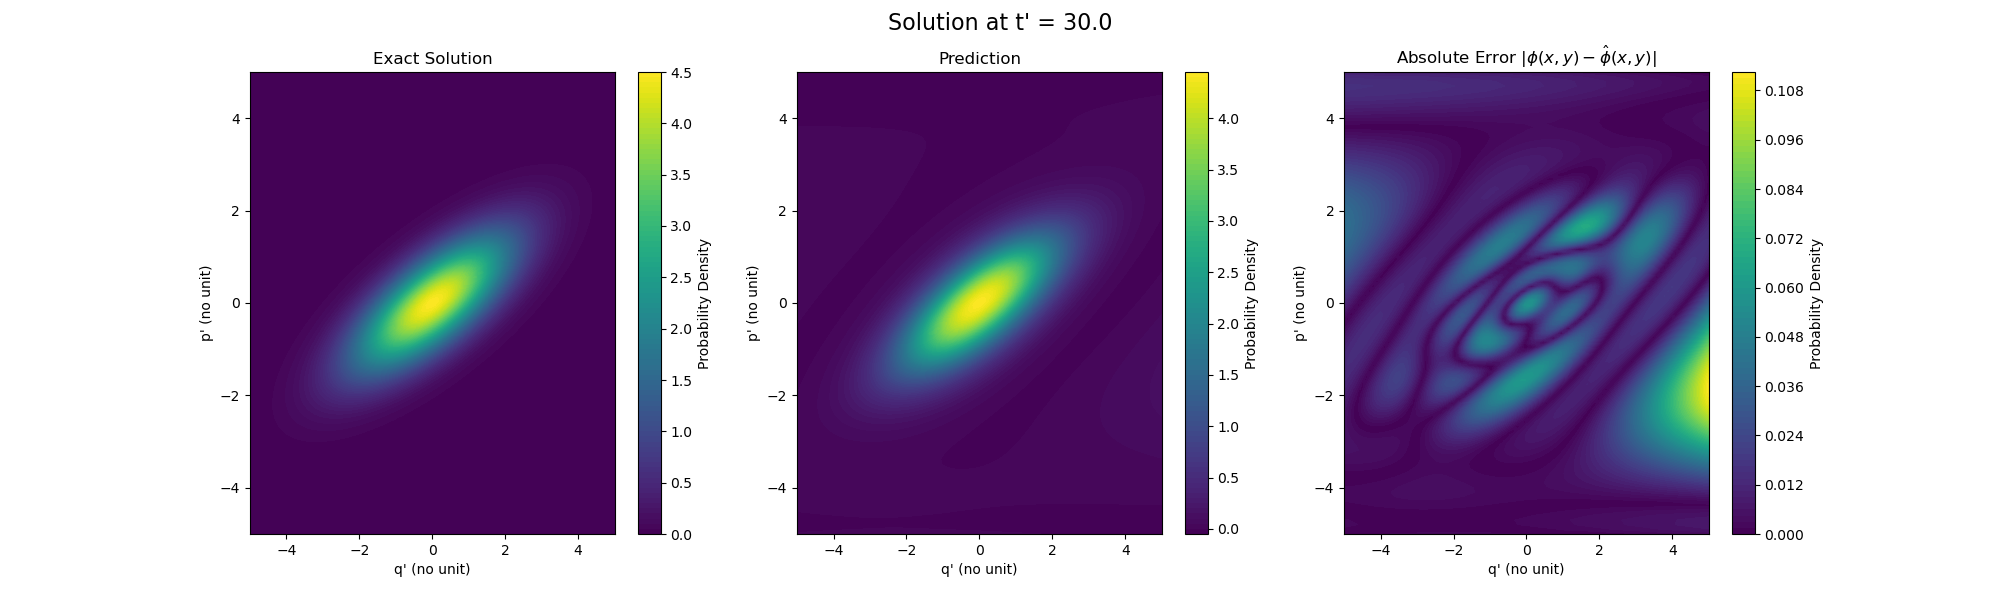 Solution at t' = 30.0
Exact Solution
4
2
0
−2
−4
−4 −2 0 2 4
p' (no unit)
q' (no unit)
4.5
4.0
3.5
3.0
2.5
2.0
1.5
1.0
0.5
0.0
Probability Density
Prediction
4
2
0
−2
−4
−4 −2 0 2 4
p' (no unit)
q' (no unit)
4.0
3.5
3.0
2.5
2.0
1.5
1.0
0.5
0.0
Probability Density
Absolute Error |ϕ(x, y) − ϕ̂(x, y)|
4
2
0
−2
−4
−4 −2 0 2 4
p' (no unit)
q' (no unit)
0.108
0.096
0.084
0.072
0.060
0.048
0.036
0.024
0.012
0.000
Probability Density